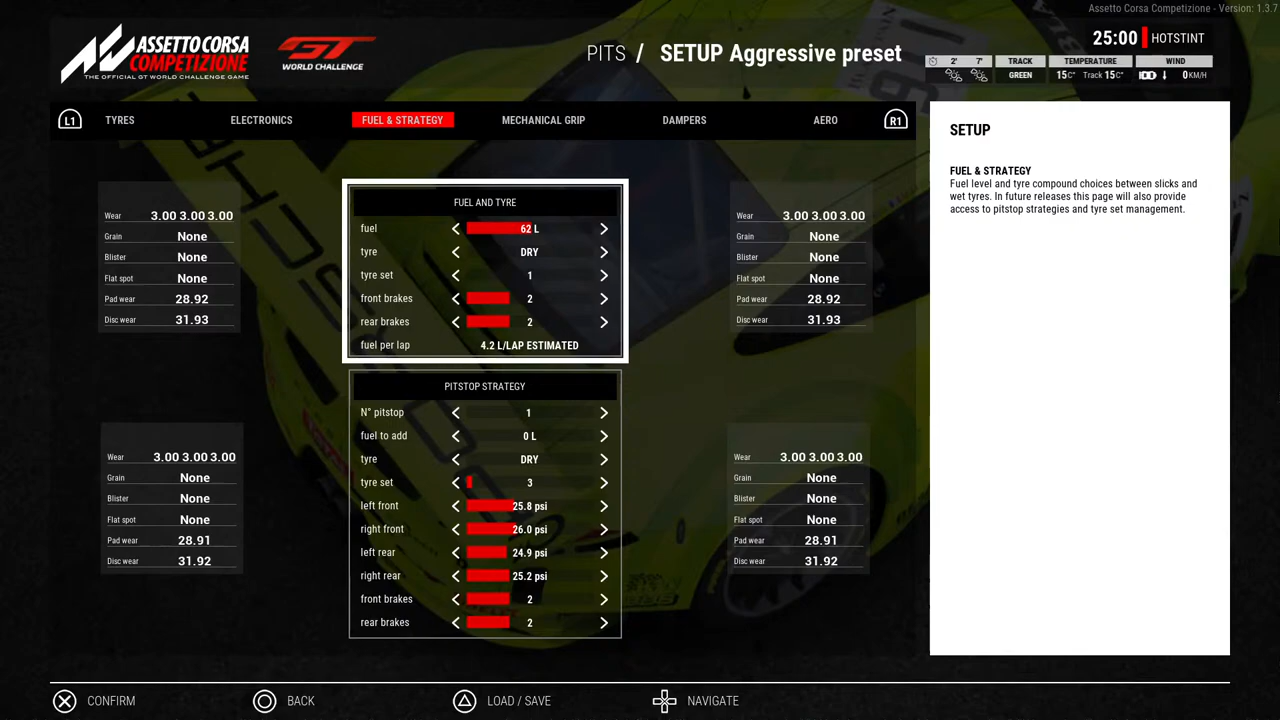 Assetto Corsa Competizione - Version: 1.3.7
ASSETTO CORSA
COMPETIZIONE
THE OFFICIAL GT WORLD CHALLENGE GAME
GT
WORLD CHALLENGE
PITS / SETUP Aggressive preset
25:00 HOTSTINT
2' 7' TRACK TEMPERATURE WIND
GREEN 15C° Track 15C° 0KM/H
L1 TYRES ELECTRONICS FUEL & STRATEGY MECHANICAL GRIP DAMPERS AERO R1
Wear 3.00 3.00 3.00
Grain None
Blister None
Flat spot None
Pad wear 28.92
Disc wear 31.93
FUEL AND TYRE
fuel 62 L
tyre DRY
tyre set 1
front brakes 2
rear brakes 2
fuel per lap 4.2 L/LAP ESTIMATED
Wear 3.00 3.00 3.00
Grain None
Blister None
Flat spot None
Pad wear 28.92
Disc wear 31.93
Wear 3.00 3.00 3.00
Grain None
Blister None
Flat spot None
Pad wear 28.91
Disc wear 31.92
PITSTOP STRATEGY
N° pitstop 1
fuel to add 0 L
tyre DRY
tyre set 3
left front 25.8 psi
right front 26.0 psi
left rear 24.9 psi
right rear 25.2 psi
front brakes 2
rear brakes 2
Wear 3.00 3.00 3.00
Grain None
Blister None
Flat spot None
Pad wear 28.91
Disc wear 31.92
SETUP
FUEL & STRATEGY
Fuel level and tyre compound choices between slicks and
wet tyres. In future releases this page will also provide
access to pitstop strategies and tyre set management.
CONFIRM BACK LOAD / SAVE NAVIGATE